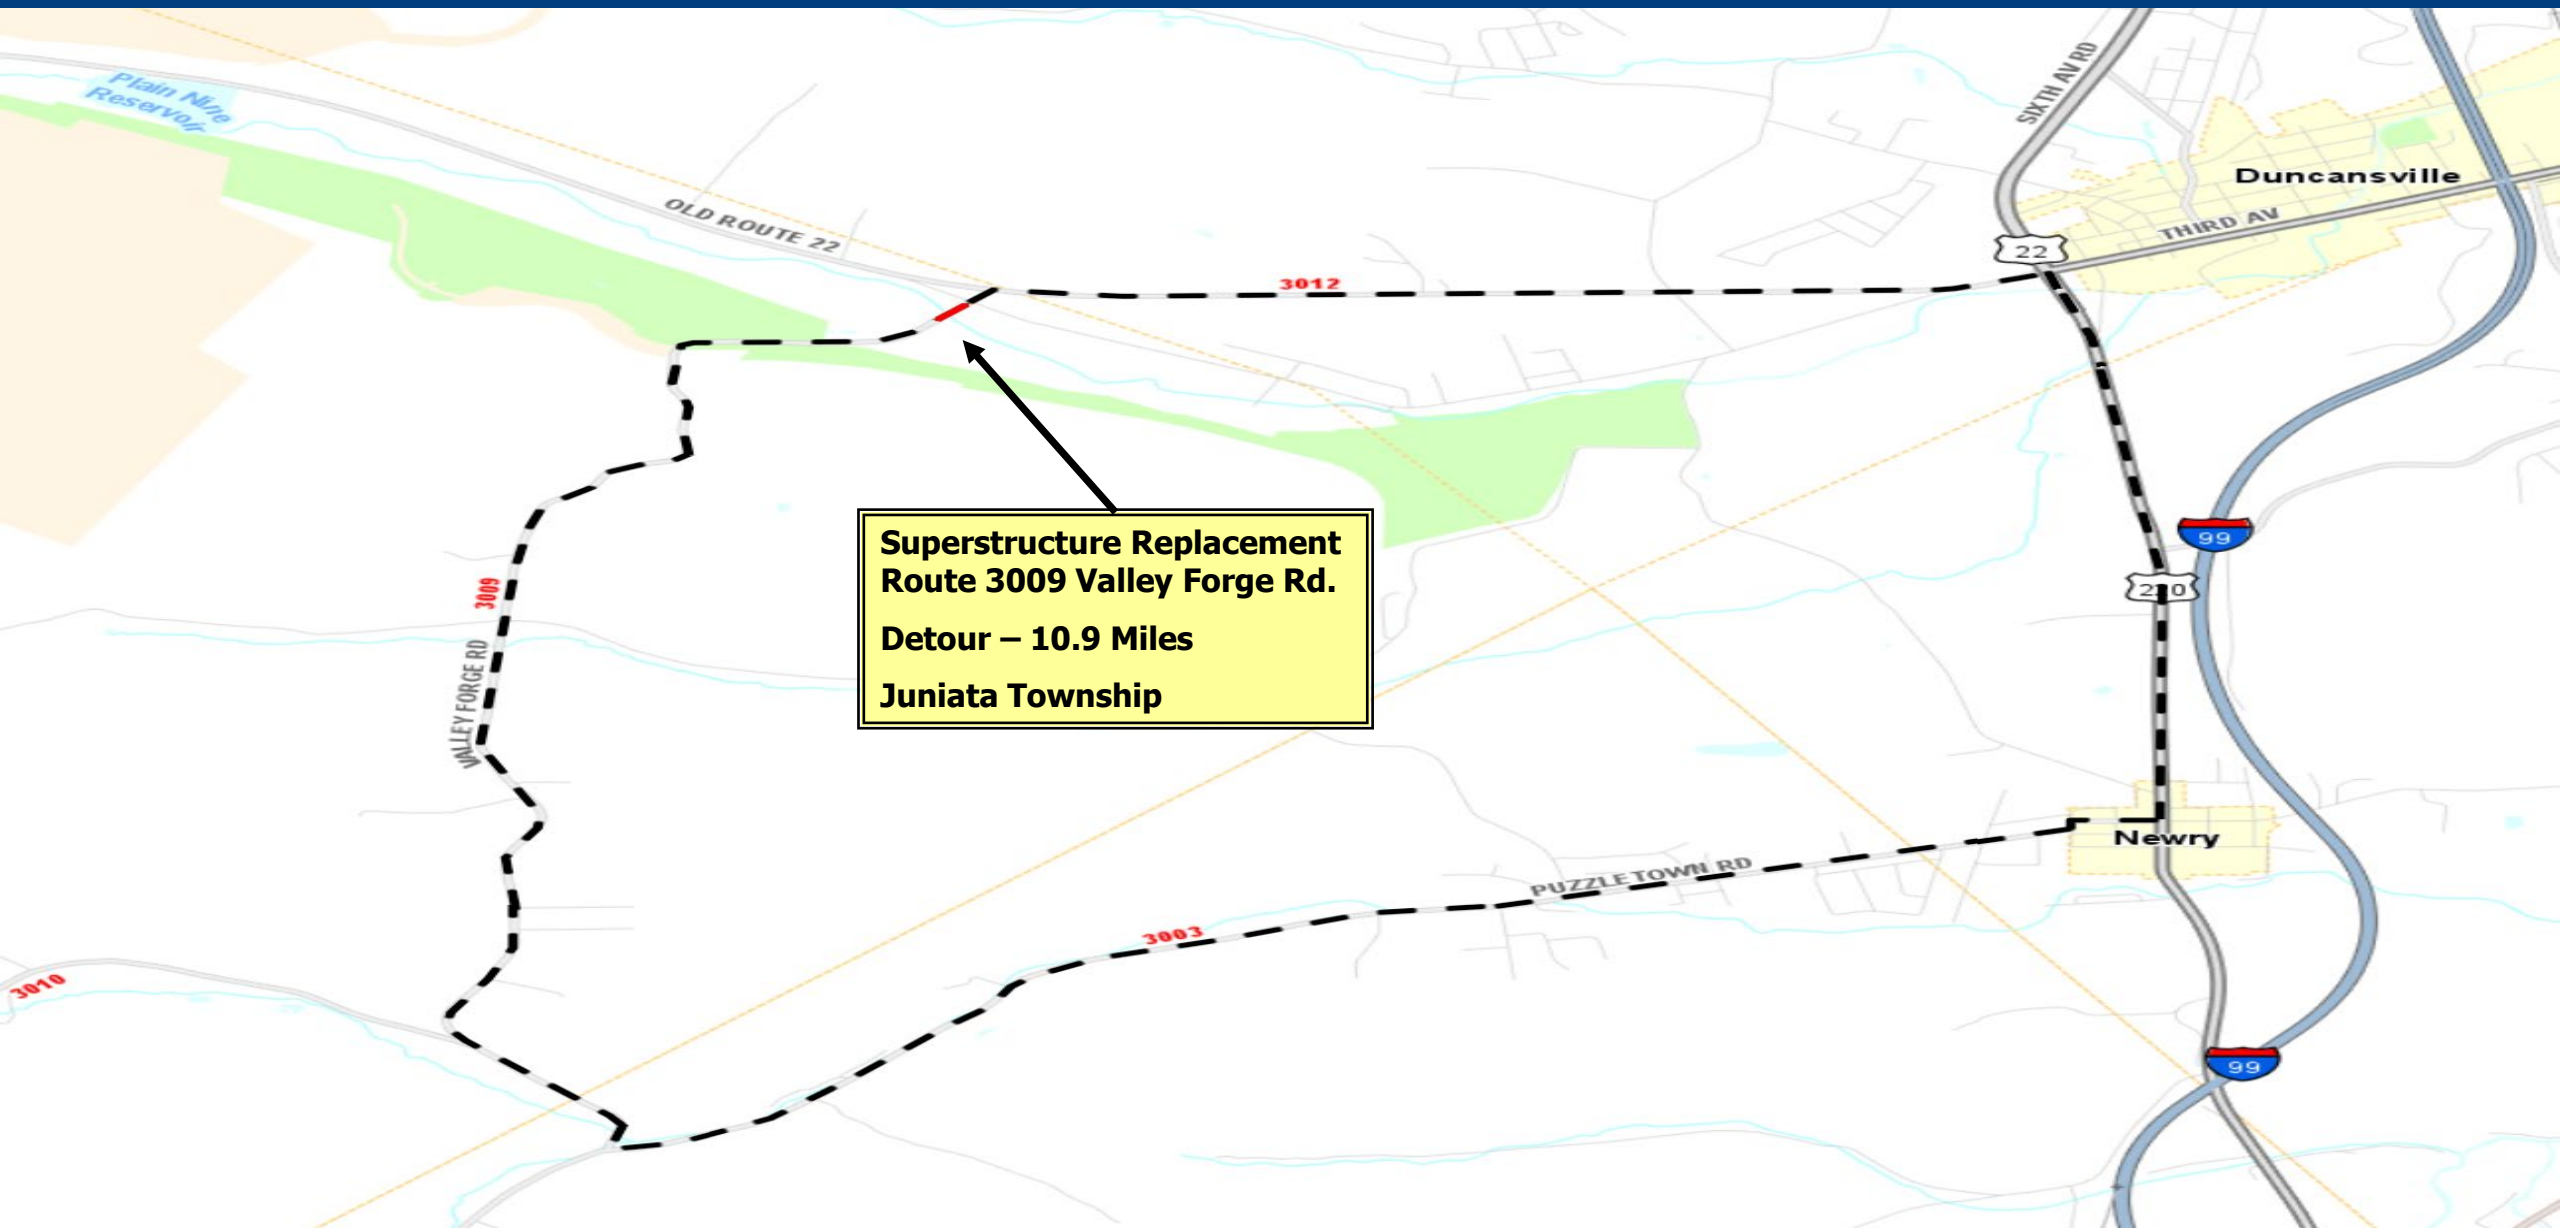 Plain Nine
Reservoir
OLD ROUTE 22
3012
SIXTH AV RD
22
Duncansville
THIRD AV
99
Superstructure Replacement
Route 3009 Valley Forge Rd.
Detour – 10.9 Miles
Juniata Township
3009
VALLEY FORGE RD
Newry
PUZZLETOWN RD
3003
3010
99